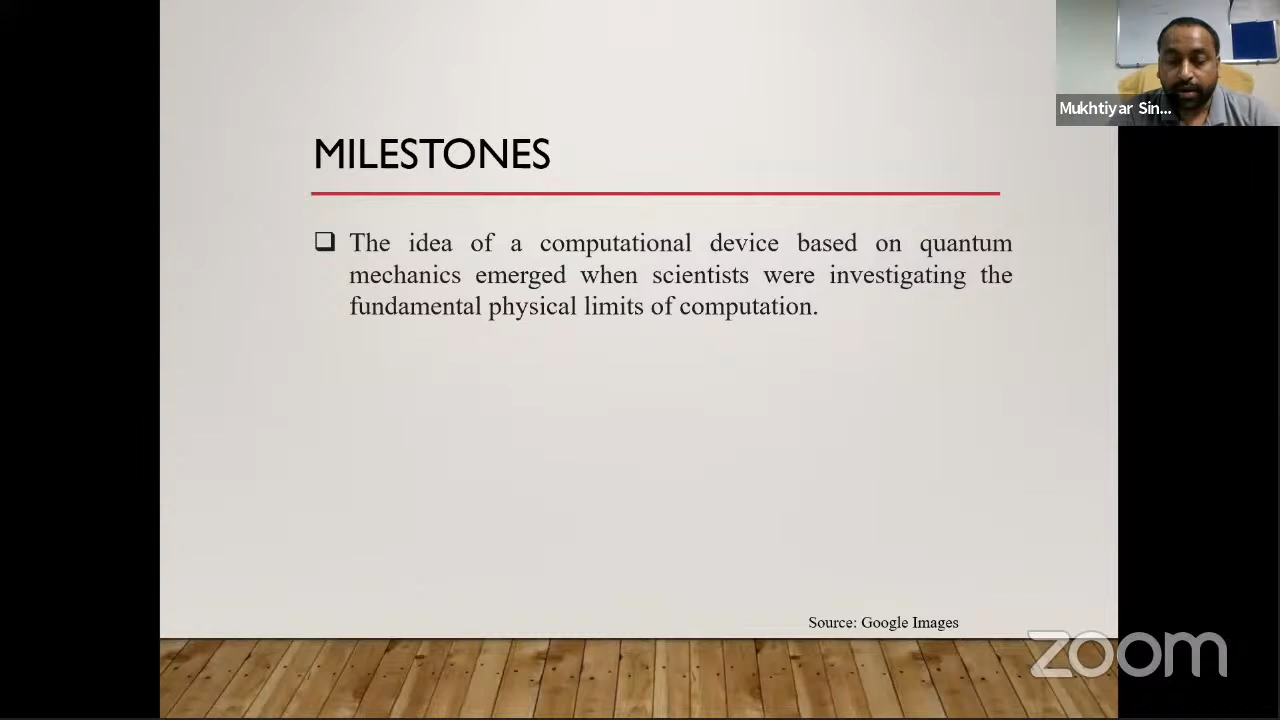 Mukhtiyar Sin...
MILESTONES
❑ The idea of a computational device based on quantum
mechanics emerged when scientists were investigating the
fundamental physical limits of computation.
Source: Google Images
zoom